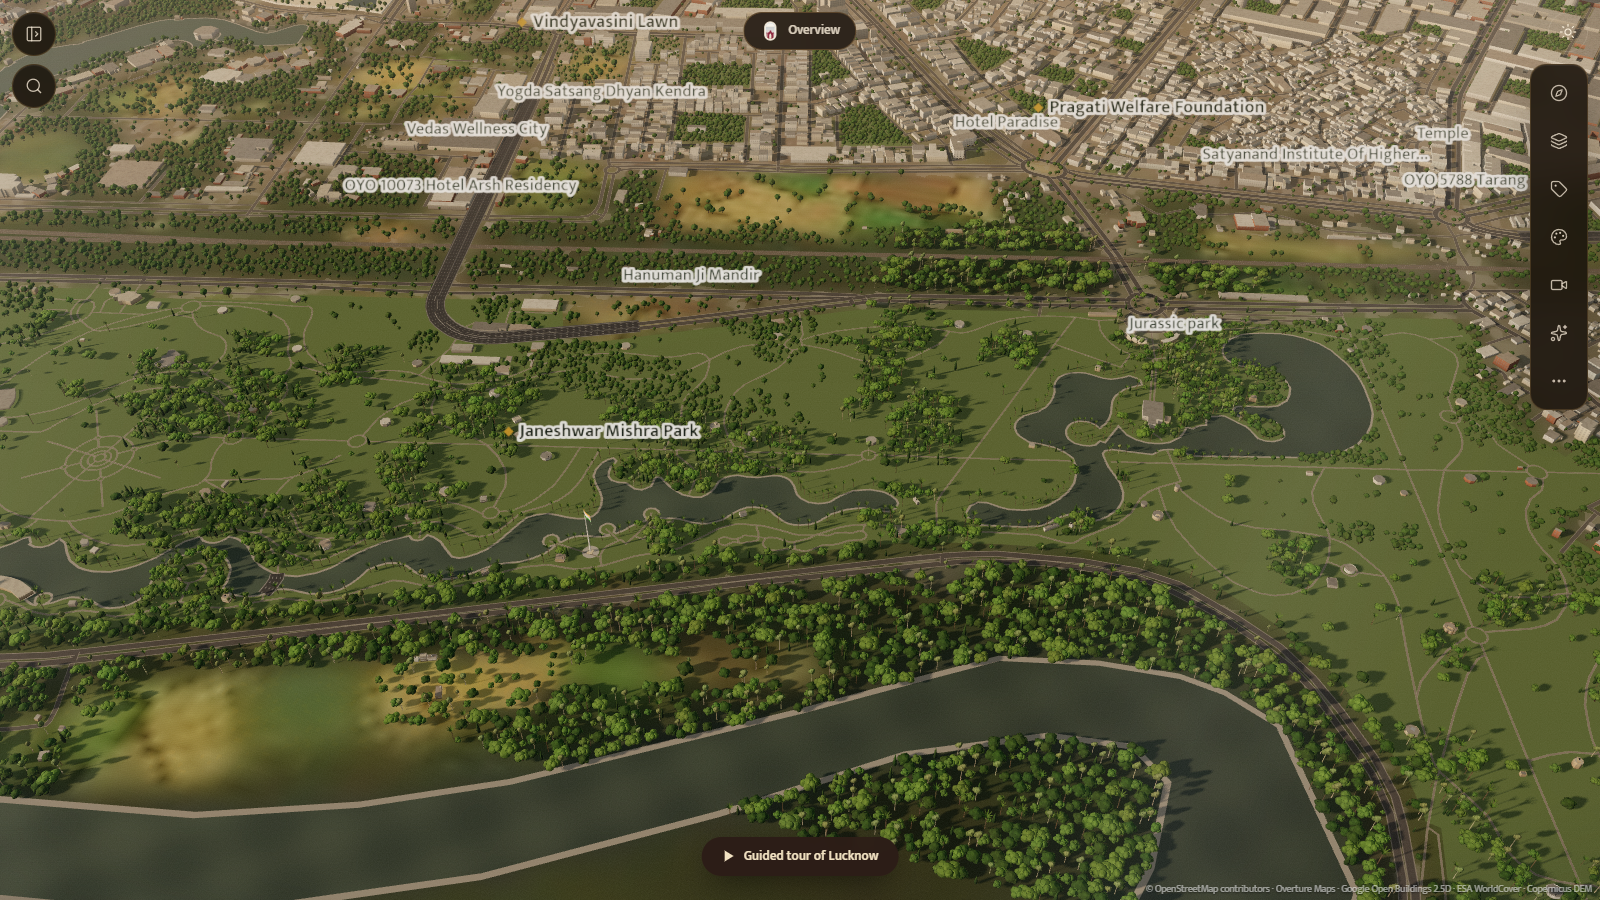 Vindyavasini Lawn
Overview
Yogda Satsang Dhyan Kendra
Pragati Welfare Foundation
Hotel Paradise
Vedas Wellness City
Temple
Satyanand Institute Of Higher...
OYO 10073 Hotel Arsh Residency
OYO 5788 Tarang
Hanuman Ji Mandir
Jurassic park
Janeshwar Mishra Park
Guided tour of Lucknow
© OpenStreetMap contributors · Overture Maps · Google Open Buildings 2.5D · ESA WorldCover · Copernicus DEM